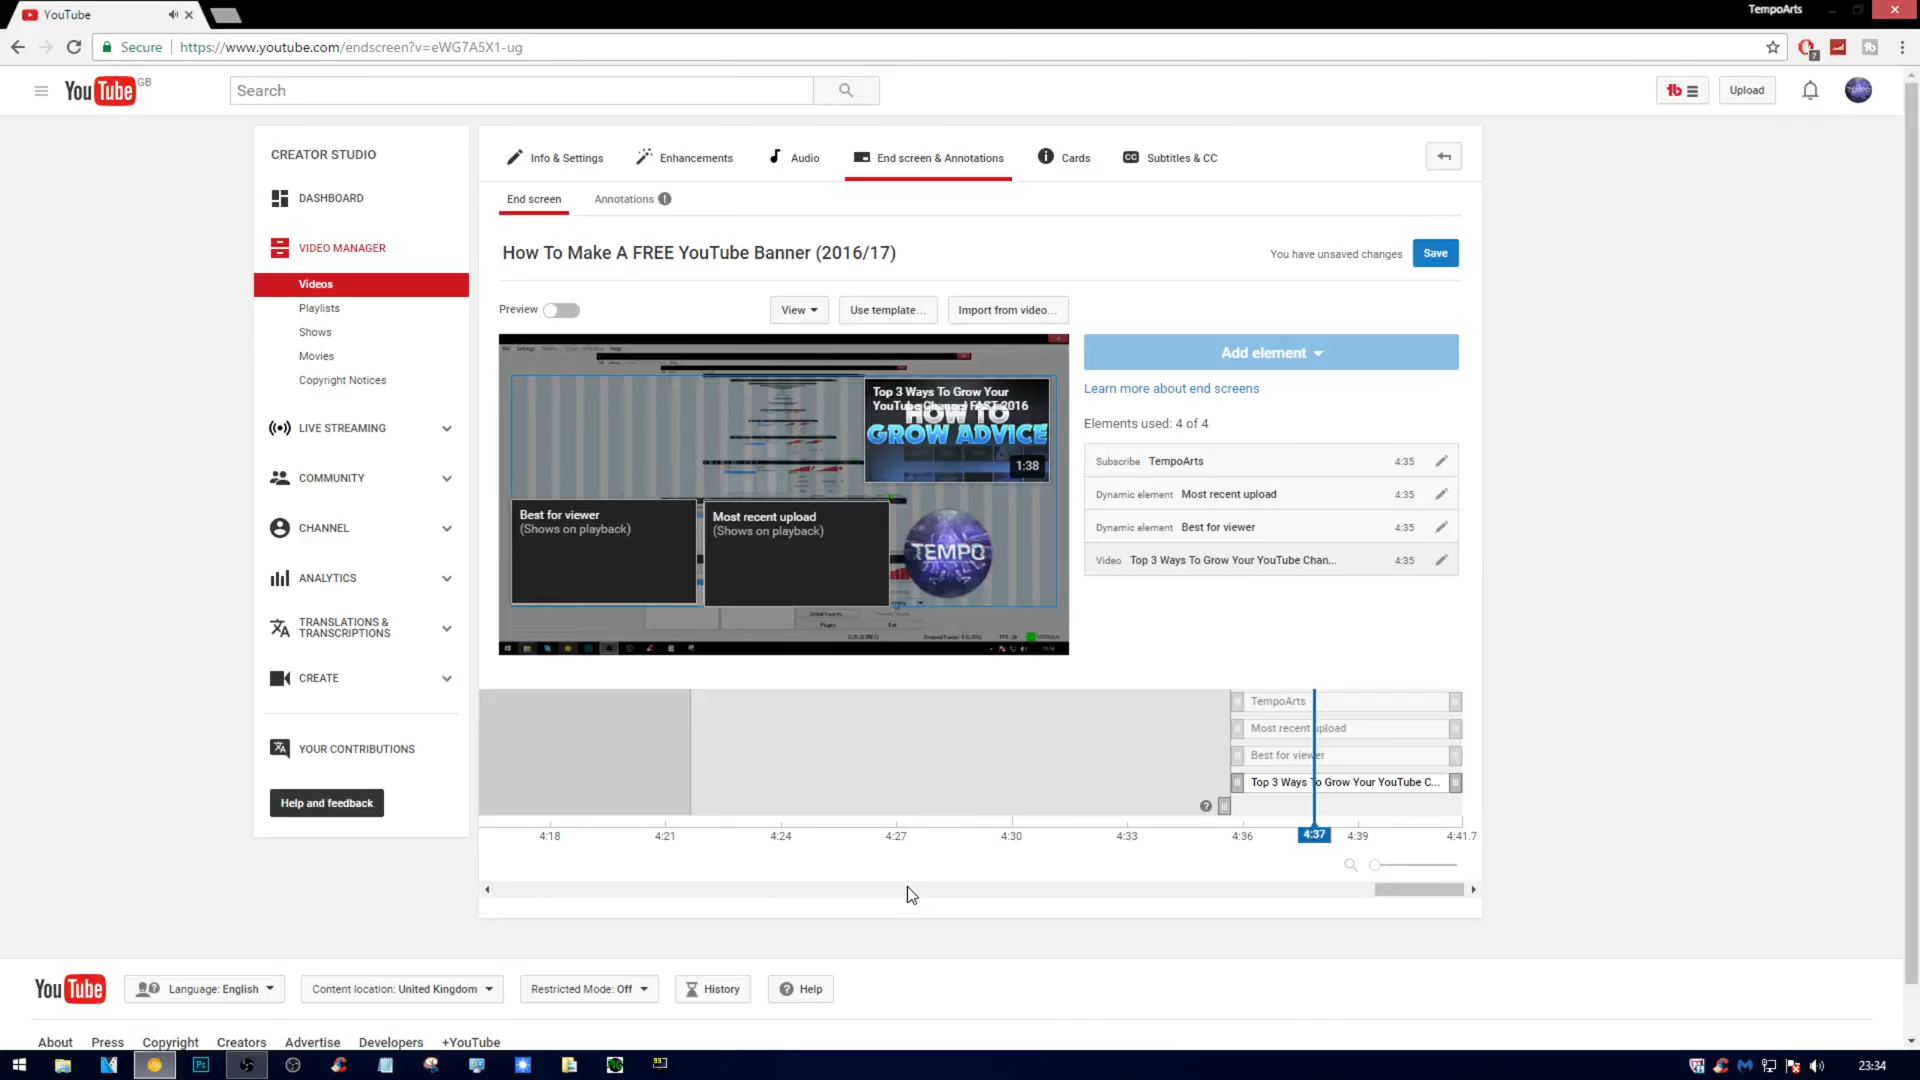 YouTube
TempoArts
Secure
https://www.youtube.com/endscreen?v=eWG7A5X1-ug
7
YouTube GB
Search
Upload
CREATOR STUDIO
DASHBOARD
VIDEO MANAGER
Videos
Playlists
Shows
Movies
Copyright Notices
LIVE STREAMING
COMMUNITY
CHANNEL
ANALYTICS
TRANSLATIONS &
TRANSCRIPTIONS
CREATE
YOUR CONTRIBUTIONS
Help and feedback
Info & Settings
Enhancements
Audio
End screen & Annotations
Cards
CC Subtitles & CC
End screen
Annotations
How To Make A FREE YouTube Banner (2016/17)
You have unsaved changes
Save
Preview
View
Use template...
Import from video...
Top 3 Ways To Grow Your
YouTube Channel FAST 2016
HOW TO
GROW ADVICE
1:38
Best for viewer
(Shows on playback)
Most recent upload
(Shows on playback)
TEMPO
Add element
Learn more about end screens
Elements used: 4 of 4
Subscribe TempoArts 4:35
Dynamic element Most recent upload 4:35
Dynamic element Best for viewer 4:35
Video Top 3 Ways To Grow Your YouTube Chan... 4:35
TempoArts
Most recent upload
Best for viewer
Top 3 Ways To Grow Your YouTube C...
4:18 4:21 4:24 4:27 4:30 4:33 4:36 4:37 4:39 4:41.7
YouTube
Language: English
Content location: United Kingdom
Restricted Mode: Off
History
Help
About Press Copyright Creators Advertise Developers +YouTube
Ps
23:34